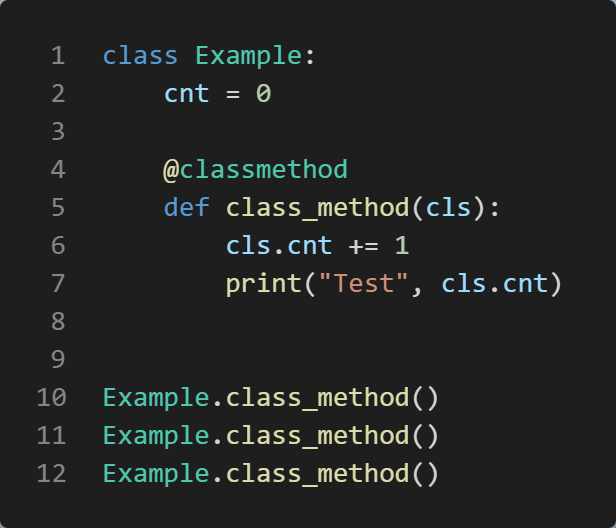 1 class Example:
2     cnt = 0
3
4     @classmethod
5     def class_method(cls):
6         cls.cnt += 1
7         print("Test", cls.cnt)
8
9
10 Example.class_method()
11 Example.class_method()
12 Example.class_method()